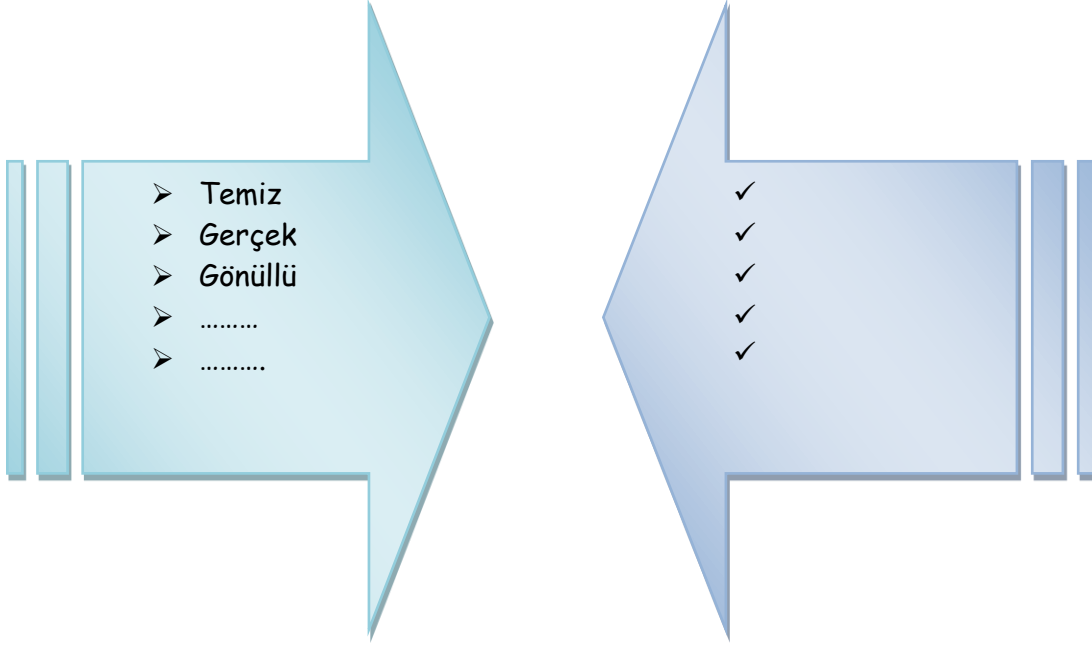 ➢ Temiz
➢ Gerçek
➢ Gönüllü
➢ ………
➢ ……….
✓
✓
✓
✓
✓